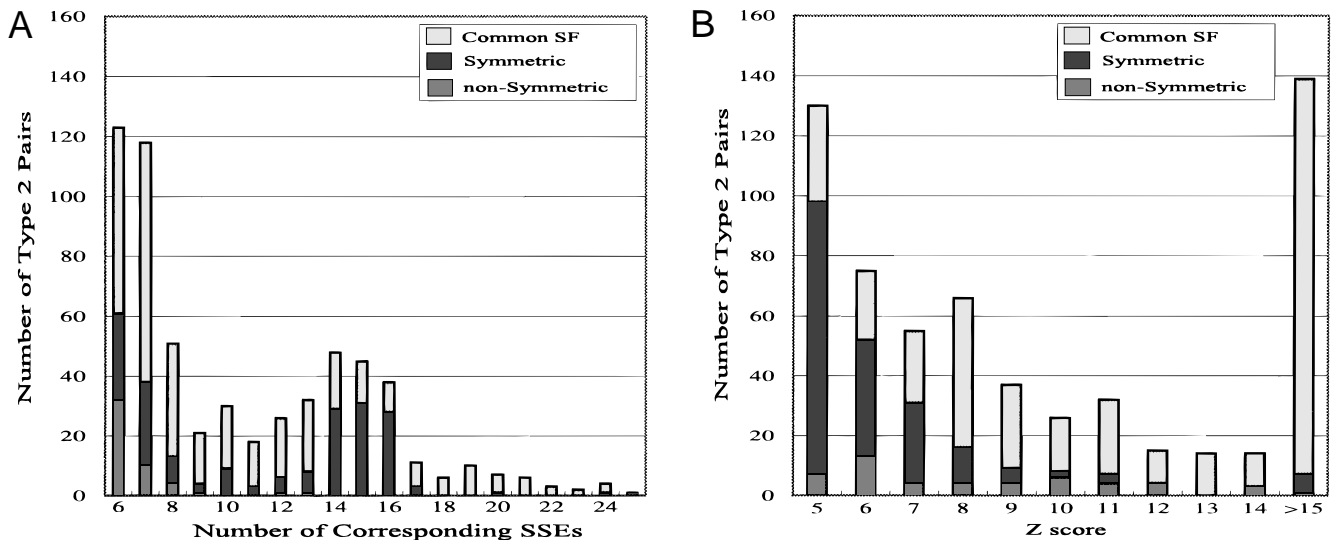 A
Number of Type 2 Pairs
160
140
120
100
80
60
40
20
0
Common SF
Symmetric
non-Symmetric
6 8 10 12 14 16 18 20 22 24
Number of Corresponding SSEs
B
Number of Type 2 Pairs
160
140
120
100
80
60
40
20
0
Common SF
Symmetric
non-Symmetric
5 6 7 8 9 10 11 12 13 14 >15
Z score